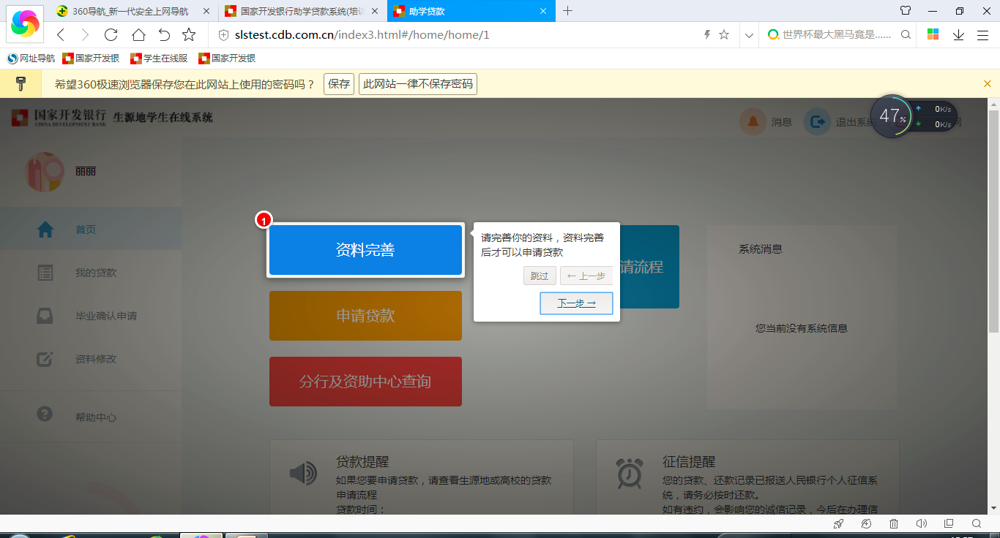 360导航_新一代安全上网导航
国家开发银行助学贷款系统(培训
助学贷款
slstest.cdb.com.cn/index3.html#/home/home/1
世界杯最大黑马竟是......
网址导航
国家开发银
学生在线服
国家开发银
希望360极速浏览器保存您在此网站上使用的密码吗？
保存
此网站一律不保存密码
国家开发银行
CHINA DEVELOPMENT BANK
生源地学生在线系统
消息
退出系统
网
47%
0K/s
0K/s
丽丽
首页
我的贷款
毕业确认申请
资料修改
帮助中心
1
资料完善
申请贷款
分行及资助中心查询
请完善你的资料，资料完善
后才可以申请贷款
跳过
← 上一步
下一步 →
请流程
系统消息
您当前没有系统信息
贷款提醒
如果您要申请贷款，请查看生源地或高校的贷款
申请流程
贷款时间：
征信提醒
您的贷款、还款记录已报送人民银行个人征信系
统，请务必按时还款。
如有违约，会影响您的诚信记录，今后在办理信